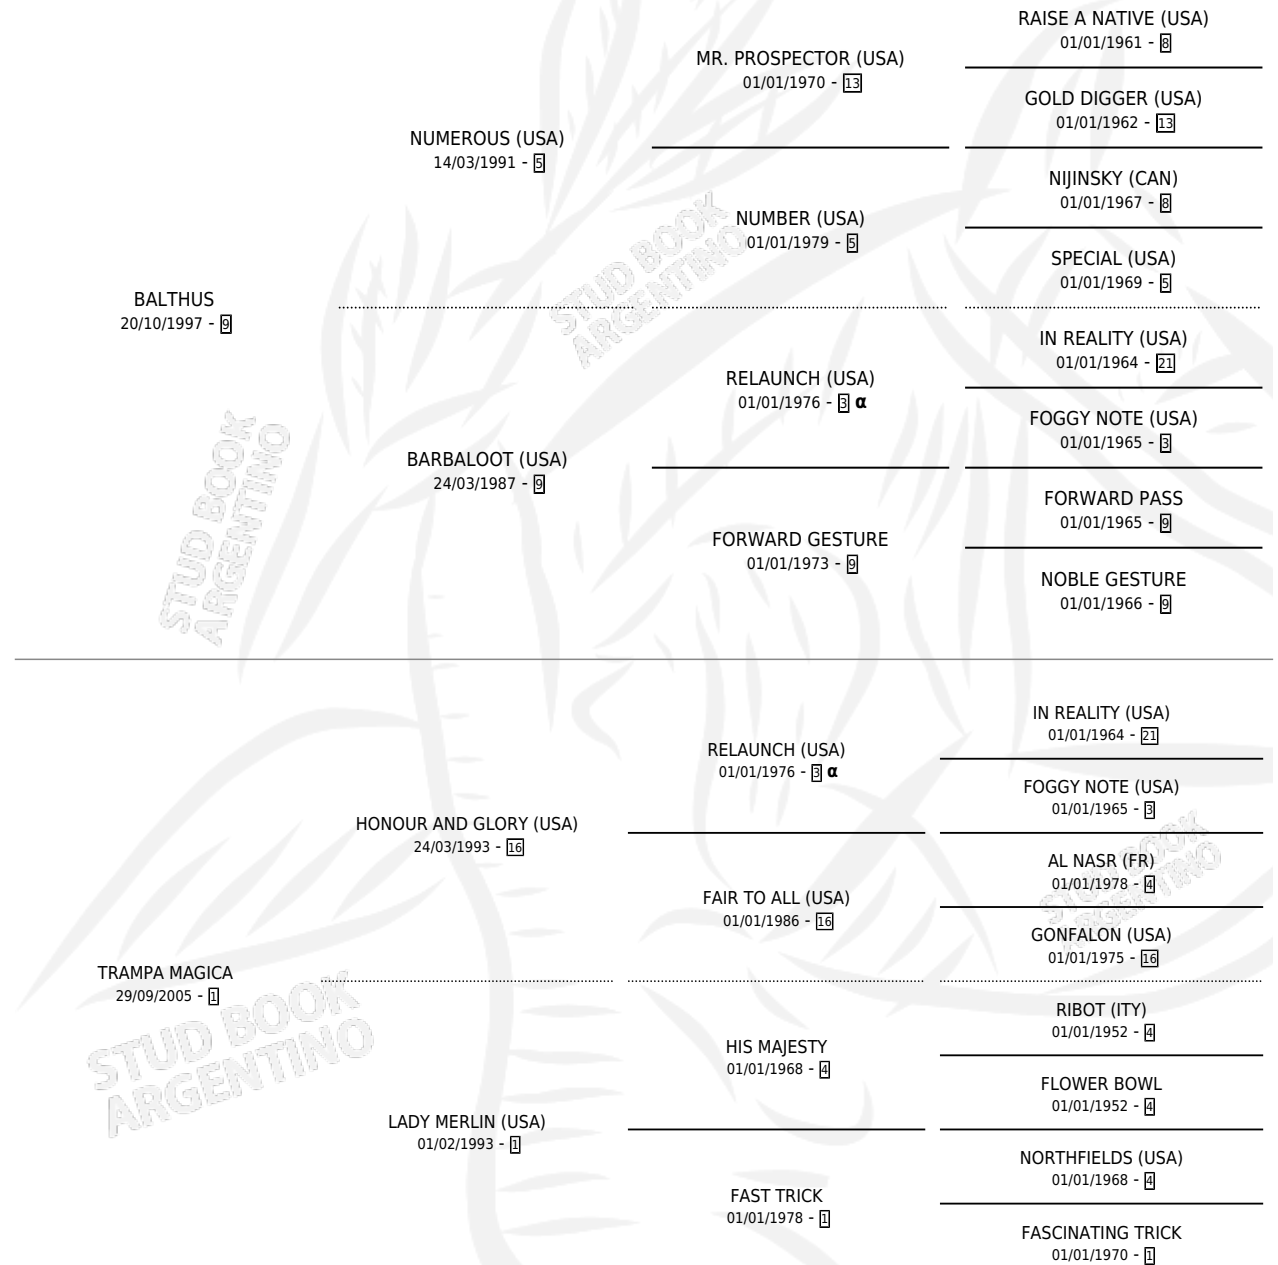 RAISE A NATIVE (USA)
01/01/1961 - 8
MR. PROSPECTOR (USA)
01/01/1970 - 13
GOLD DIGGER (USA)
01/01/1962 - 13
NUMEROUS (USA)
14/03/1991 - 5
NIJINSKY (CAN)
01/01/1967 - 8
NUMBER (USA)
01/01/1979 - 5
SPECIAL (USA)
01/01/1969 - 5
STUD BOOK
ARGENTINO
BALTHUS
20/10/1997 - 9
IN REALITY (USA)
01/01/1964 - 21
RELAUNCH (USA)
01/01/1976 - 3 α
FOGGY NOTE (USA)
01/01/1965 - 3
BARBALOOT (USA)
24/03/1987 - 9
FORWARD PASS
01/01/1965 - 9
FORWARD GESTURE
01/01/1973 - 9
NOBLE GESTURE
01/01/1966 - 9
STUD BOOK
ARGENTINO
IN REALITY (USA)
01/01/1964 - 21
RELAUNCH (USA)
01/01/1976 - 3 α
FOGGY NOTE (USA)
01/01/1965 - 3
HONOUR AND GLORY (USA)
24/03/1993 - 16
AL NASR (FR)
01/01/1978 - 4
FAIR TO ALL (USA)
01/01/1986 - 16
GONFALON (USA)
01/01/1975 - 16
STUD BOOK
ARGENTINO
TRAMPA MAGICA
29/09/2005 - 1
RIBOT (ITY)
01/01/1952 - 4
HIS MAJESTY
01/01/1968 - 4
FLOWER BOWL
01/01/1952 - 4
STUD BOOK
ARGENTINO
LADY MERLIN (USA)
01/02/1993 - 1
NORTHFIELDS (USA)
01/01/1968 - 4
FAST TRICK
01/01/1978 - 1
FASCINATING TRICK
01/01/1970 - 1